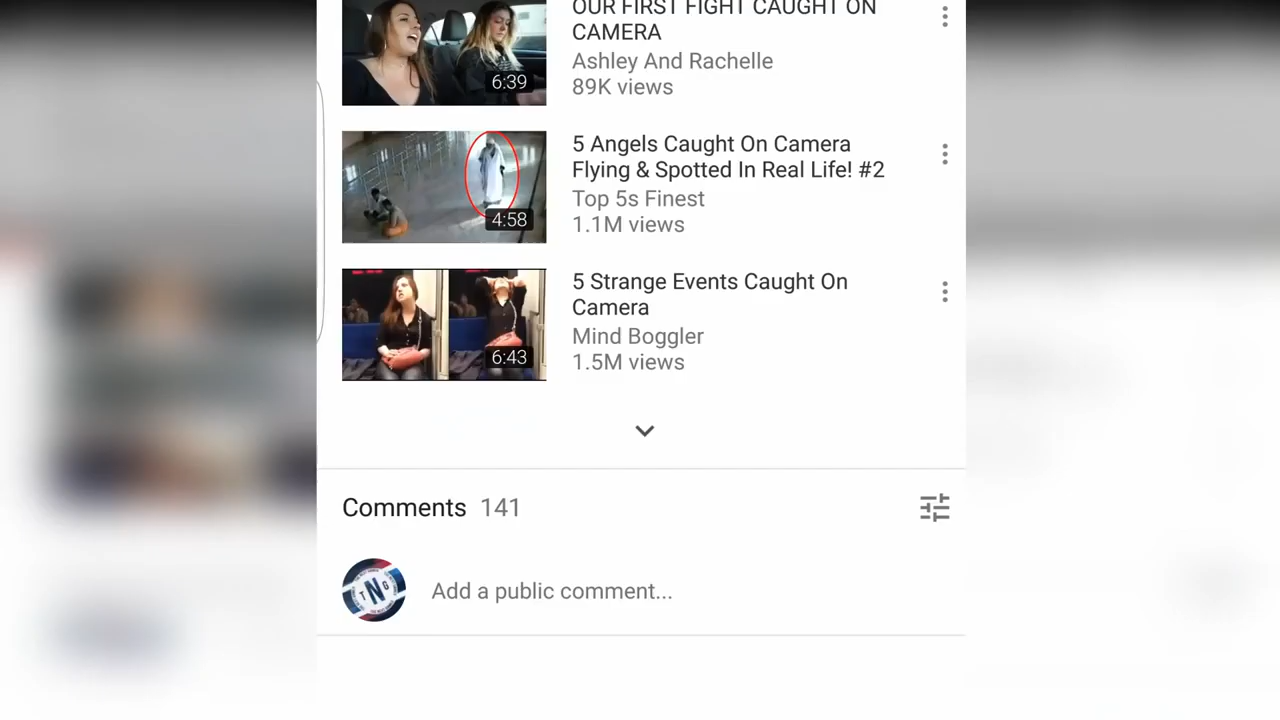 OUR FIRST FIGHT CAUGHT ON
CAMERA
Ashley And Rachelle
89K views
6:39
5 Angels Caught On Camera
Flying & Spotted In Real Life! #2
Top 5s Finest
1.1M views
4:58
5 Strange Events Caught On
Camera
Mind Boggler
1.5M views
6:43
Comments 141
Add a public comment...
T N G